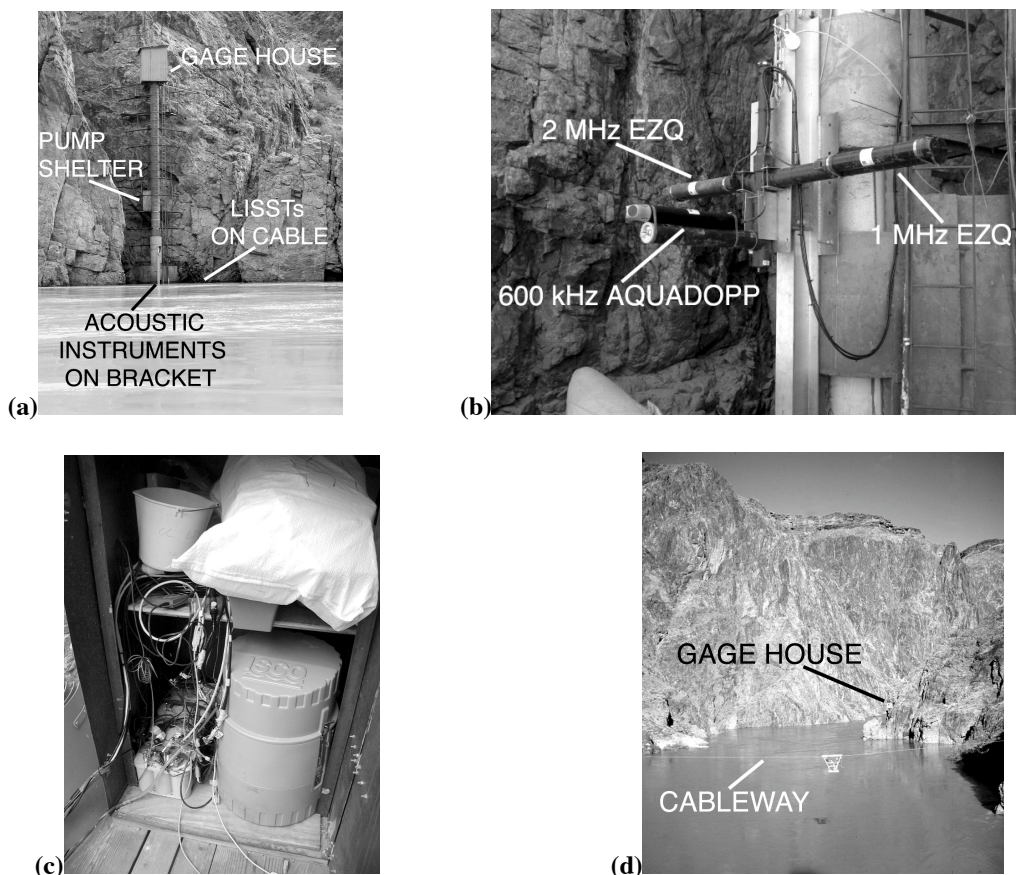 GAGE HOUSE
PUMP
SHELTER
LISSTs
ON CABLE
ACOUSTIC
INSTRUMENTS
ON BRACKET
(a)
2 MHz EZQ
1 MHz EZQ
600 kHz AQUADOPP
(b)
ISCO
(c)
GAGE HOUSE
CABLEWAY
(d)